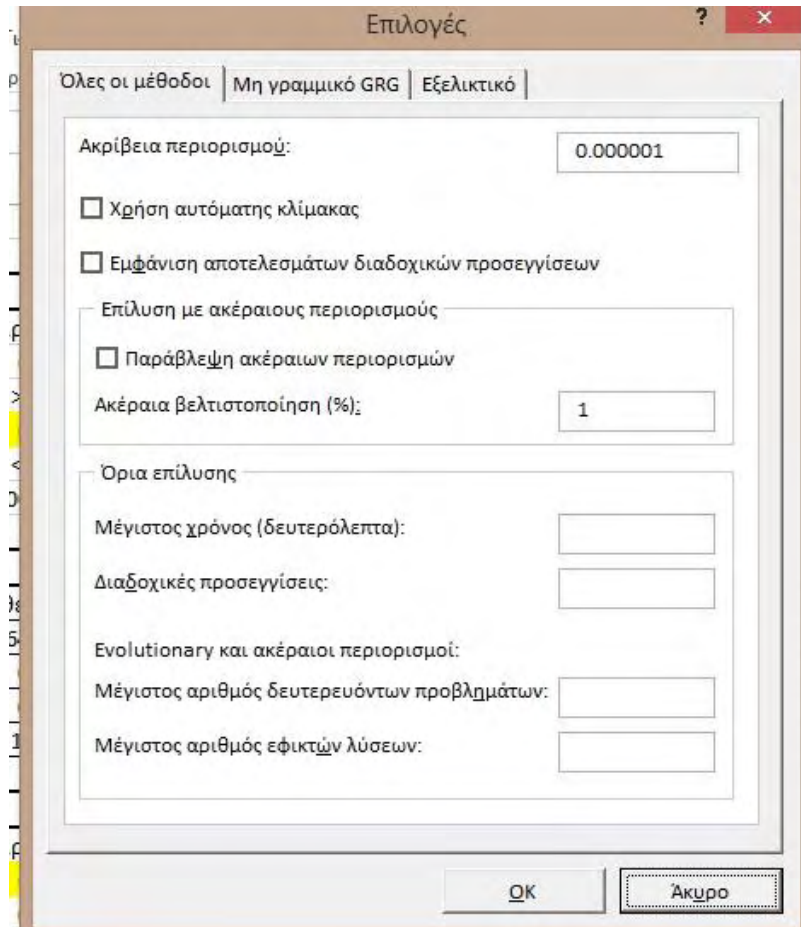 Επιλογές
?
×
Όλες οι μέθοδοι
Μη γραμμικό GRG
Εξελικτικό
Ακρίβεια περιορισμού:
0.000001
Χρήση αυτόματης κλίμακας
Εμφάνιση αποτελεσμάτων διαδοχικών προσεγγίσεων
Επίλυση με ακέραιους περιορισμούς
Παράβλεψη ακέραιων περιορισμών
Ακέραια βελτιστοποίηση (%):
1
Όρια επίλυσης
Μέγιστος χρόνος (δευτερόλεπτα):
Διαδοχικές προσεγγίσεις:
Evolutionary και ακέραιοι περιορισμοί:
Μέγιστος αριθμός δευτερευόντων προβλημάτων:
Μέγιστος αριθμός εφικτών λύσεων:
OK
Άκυρο